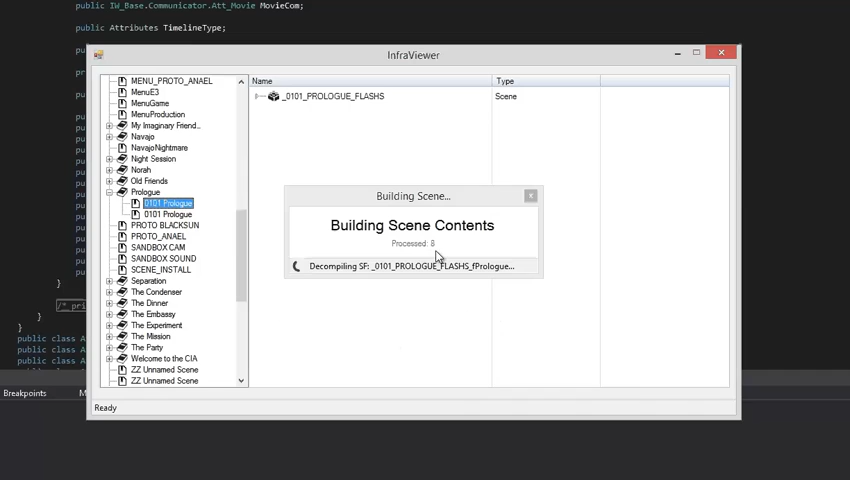 public IW_Base.Communicator.Att_Movie MovieCom;
public Attributes TimelineType;
InfraViewer
Name
Type
_0101_PROLOGUE_FLASHS
Scene
MENU_PROTO_ANAEL
MenuE3
MenuGame
MenuProduction
My Imaginary Friend...
Navajo
NavajoNightmare
Night Session
Norah
Old Friends
Prologue
0101 Prologue
0101 Prologue
PROTO BLACKSUN
PROTO_ANAEL
SANDBOX CAM
SANDBOX SOUND
SCENE_INSTALL
Separation
The Condenser
The Dinner
The Embassy
The Experiment
The Mission
The Party
Welcome to the CIA
ZZ Unnamed Scene
ZZ Unnamed Scene
Building Scene...
Building Scene Contents
Processed: 8
Decompiling SF: _0101_PROLOGUE_FLASHS_fPrologue...
Ready
}
/* pri
}
}
public class A
public class A
public class A
Breakpoints
M